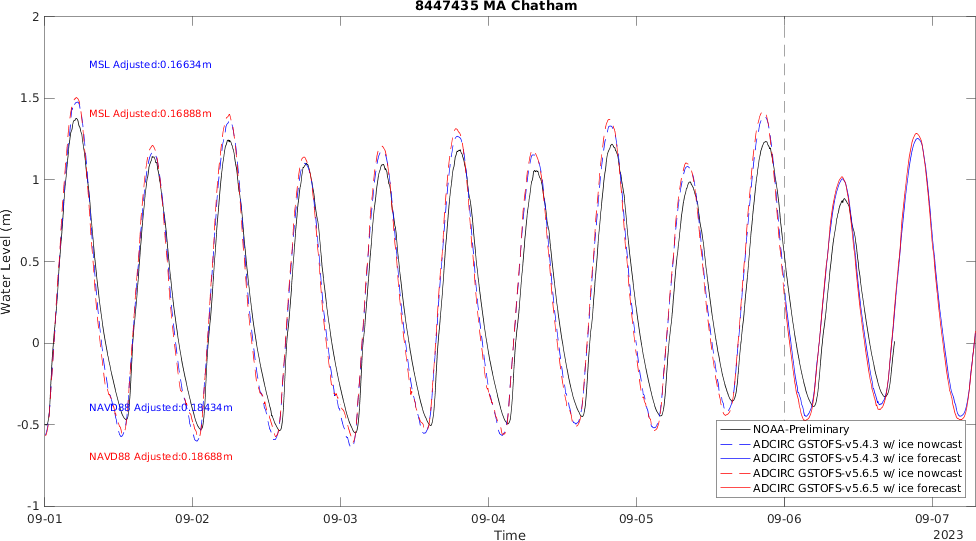 8447435 MA Chatham
2
MSL Adjusted:0.16634m
1.5
MSL Adjusted:0.16888m
1
Water Level (m)
0.5
0
NAVD88 Adjusted:0.18434m
-0.5
NAVD88 Adjusted:0.18688m
NOAA-Preliminary
ADCIRC GSTOFS-v5.4.3 w/ ice nowcast
ADCIRC GSTOFS-v5.4.3 w/ ice forecast
ADCIRC GSTOFS-v5.6.5 w/ ice nowcast
ADCIRC GSTOFS-v5.6.5 w/ ice forecast
-1
09-01 09-02 09-03 09-04 09-05 09-06 09-07
Time
2023